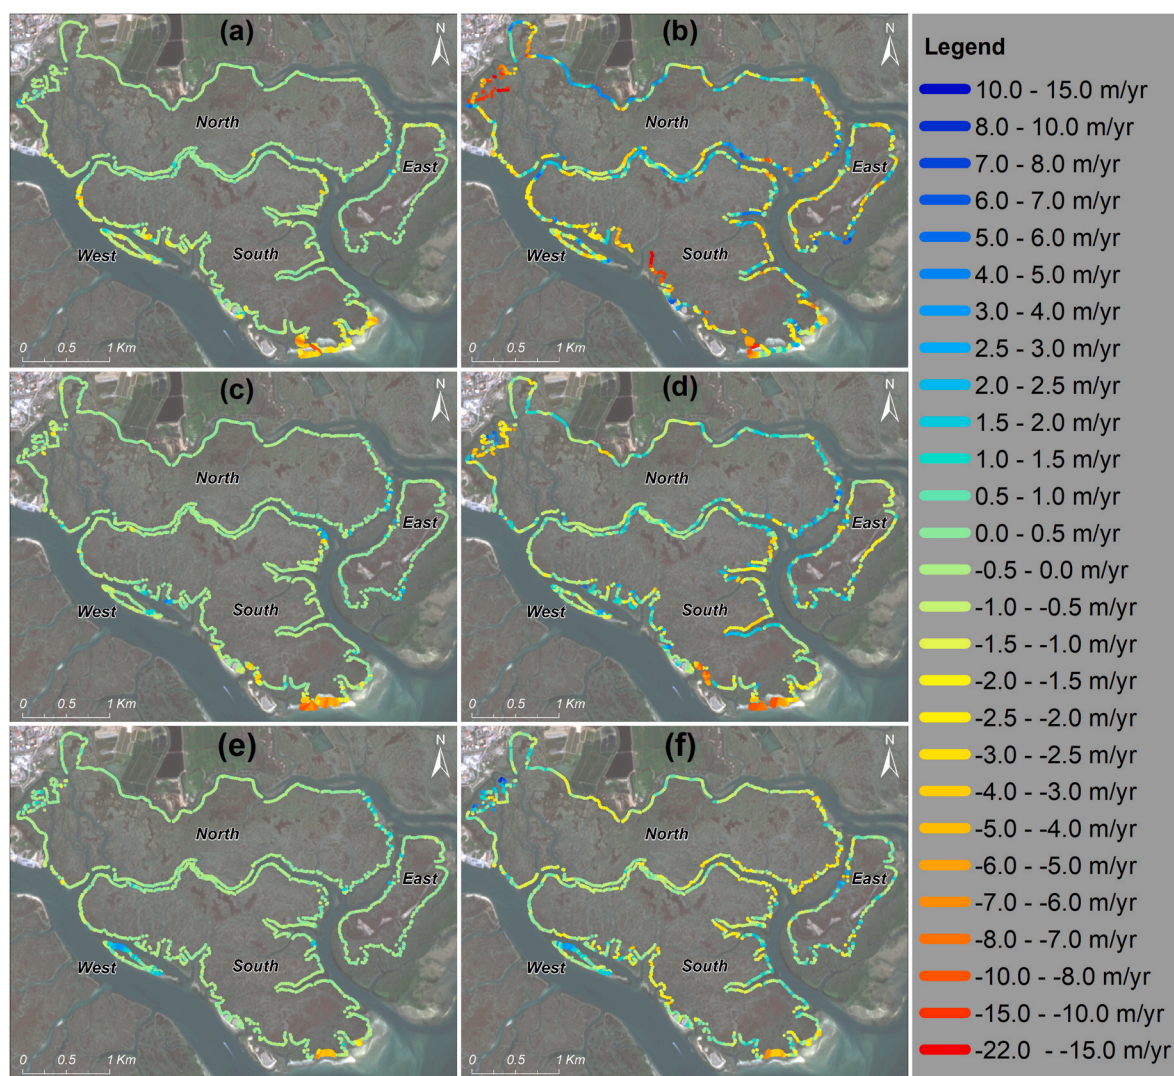 (a)
N
North
East
West
South
0 0.5 1 Km
(b)
N
North
East
West
South
0 0.5 1 Km
(c)
N
North
East
West
South
0 0.5 1 Km
(d)
N
North
East
West
South
0 0.5 1 Km
(e)
N
North
East
West
South
0 0.5 1 Km
(f)
N
North
East
West
South
0 0.5 1 Km
Legend
10.0 - 15.0 m/yr
8.0 - 10.0 m/yr
7.0 - 8.0 m/yr
6.0 - 7.0 m/yr
5.0 - 6.0 m/yr
4.0 - 5.0 m/yr
3.0 - 4.0 m/yr
2.5 - 3.0 m/yr
2.0 - 2.5 m/yr
1.5 - 2.0 m/yr
1.0 - 1.5 m/yr
0.5 - 1.0 m/yr
0.0 - 0.5 m/yr
-0.5 - 0.0 m/yr
-1.0 - -0.5 m/yr
-1.5 - -1.0 m/yr
-2.0 - -1.5 m/yr
-2.5 - -2.0 m/yr
-3.0 - -2.5 m/yr
-4.0 - -3.0 m/yr
-5.0 - -4.0 m/yr
-6.0 - -5.0 m/yr
-7.0 - -6.0 m/yr
-8.0 - -7.0 m/yr
-10.0 - -8.0 m/yr
-15.0 - -10.0 m/yr
-22.0 - -15.0 m/yr